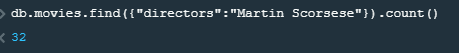 > db.movies.find({"directors":"Martin Scorsese"}).count()
< 32